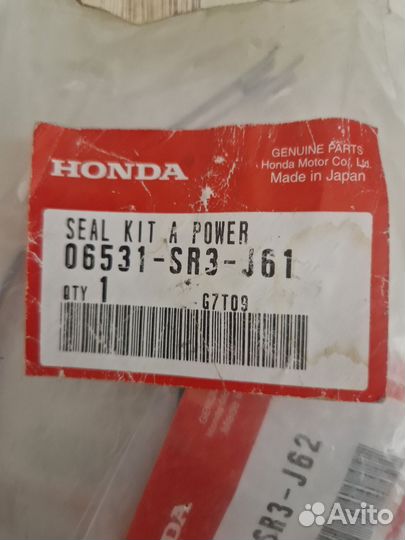 HONDA
GENUINE PARTS
Honda Motor Co., Ltd.
Made in Japan
SEAL KIT A POWER
06531-SR3-J61
QTY 1
G7T09
HONDA
SR3-J62
Avito